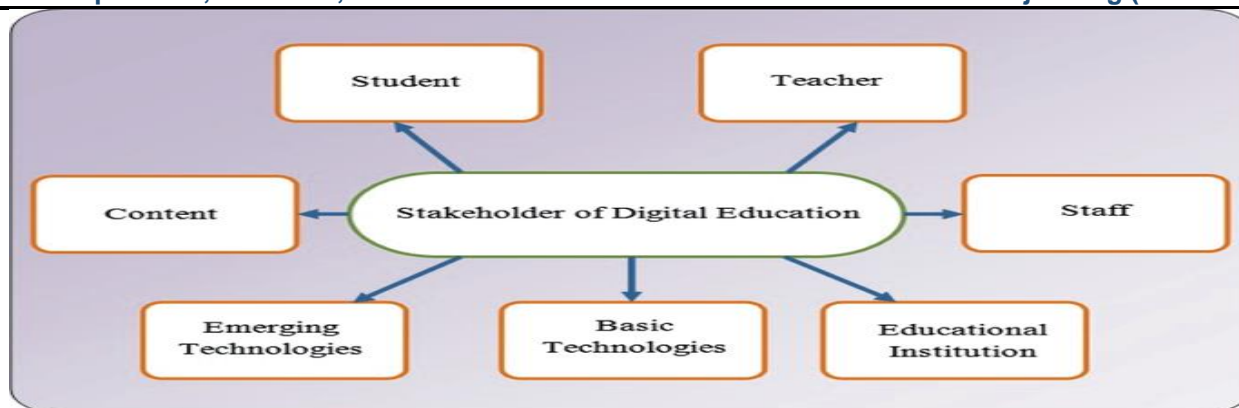 Student
Teacher
Content
Stakeholder of Digital Education
Staff
Emerging
Technologies
Basic
Technologies
Educational
Institution